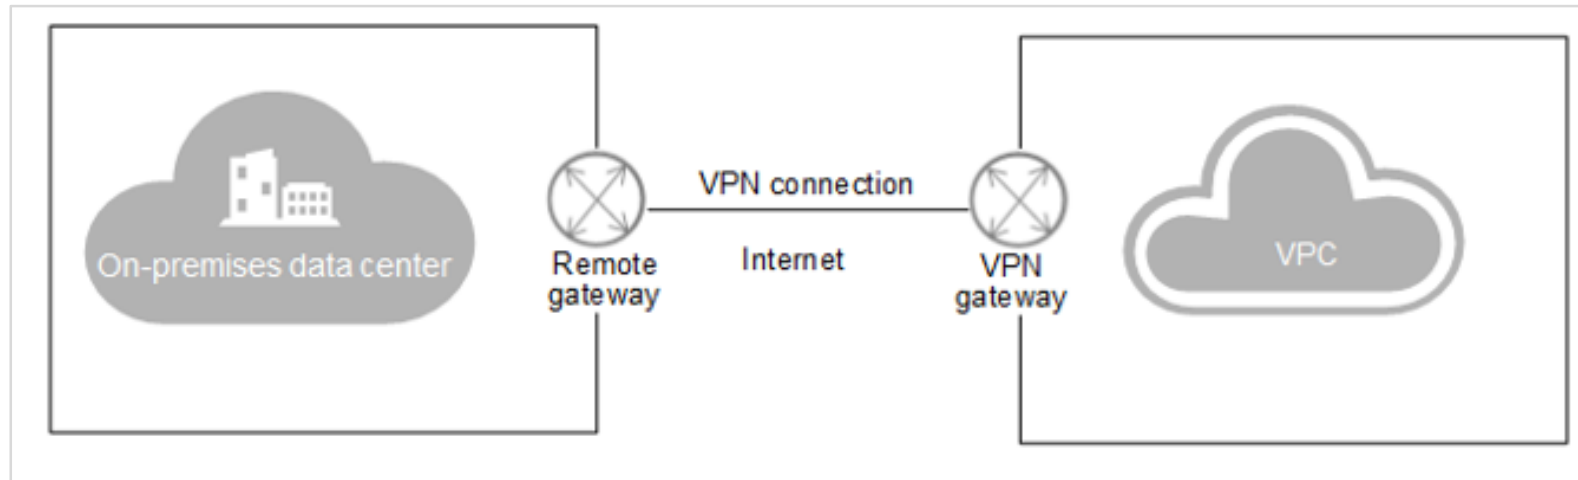 On-premises data center
Remote
gateway
VPN connection
Internet
VPN
gateway
VPC